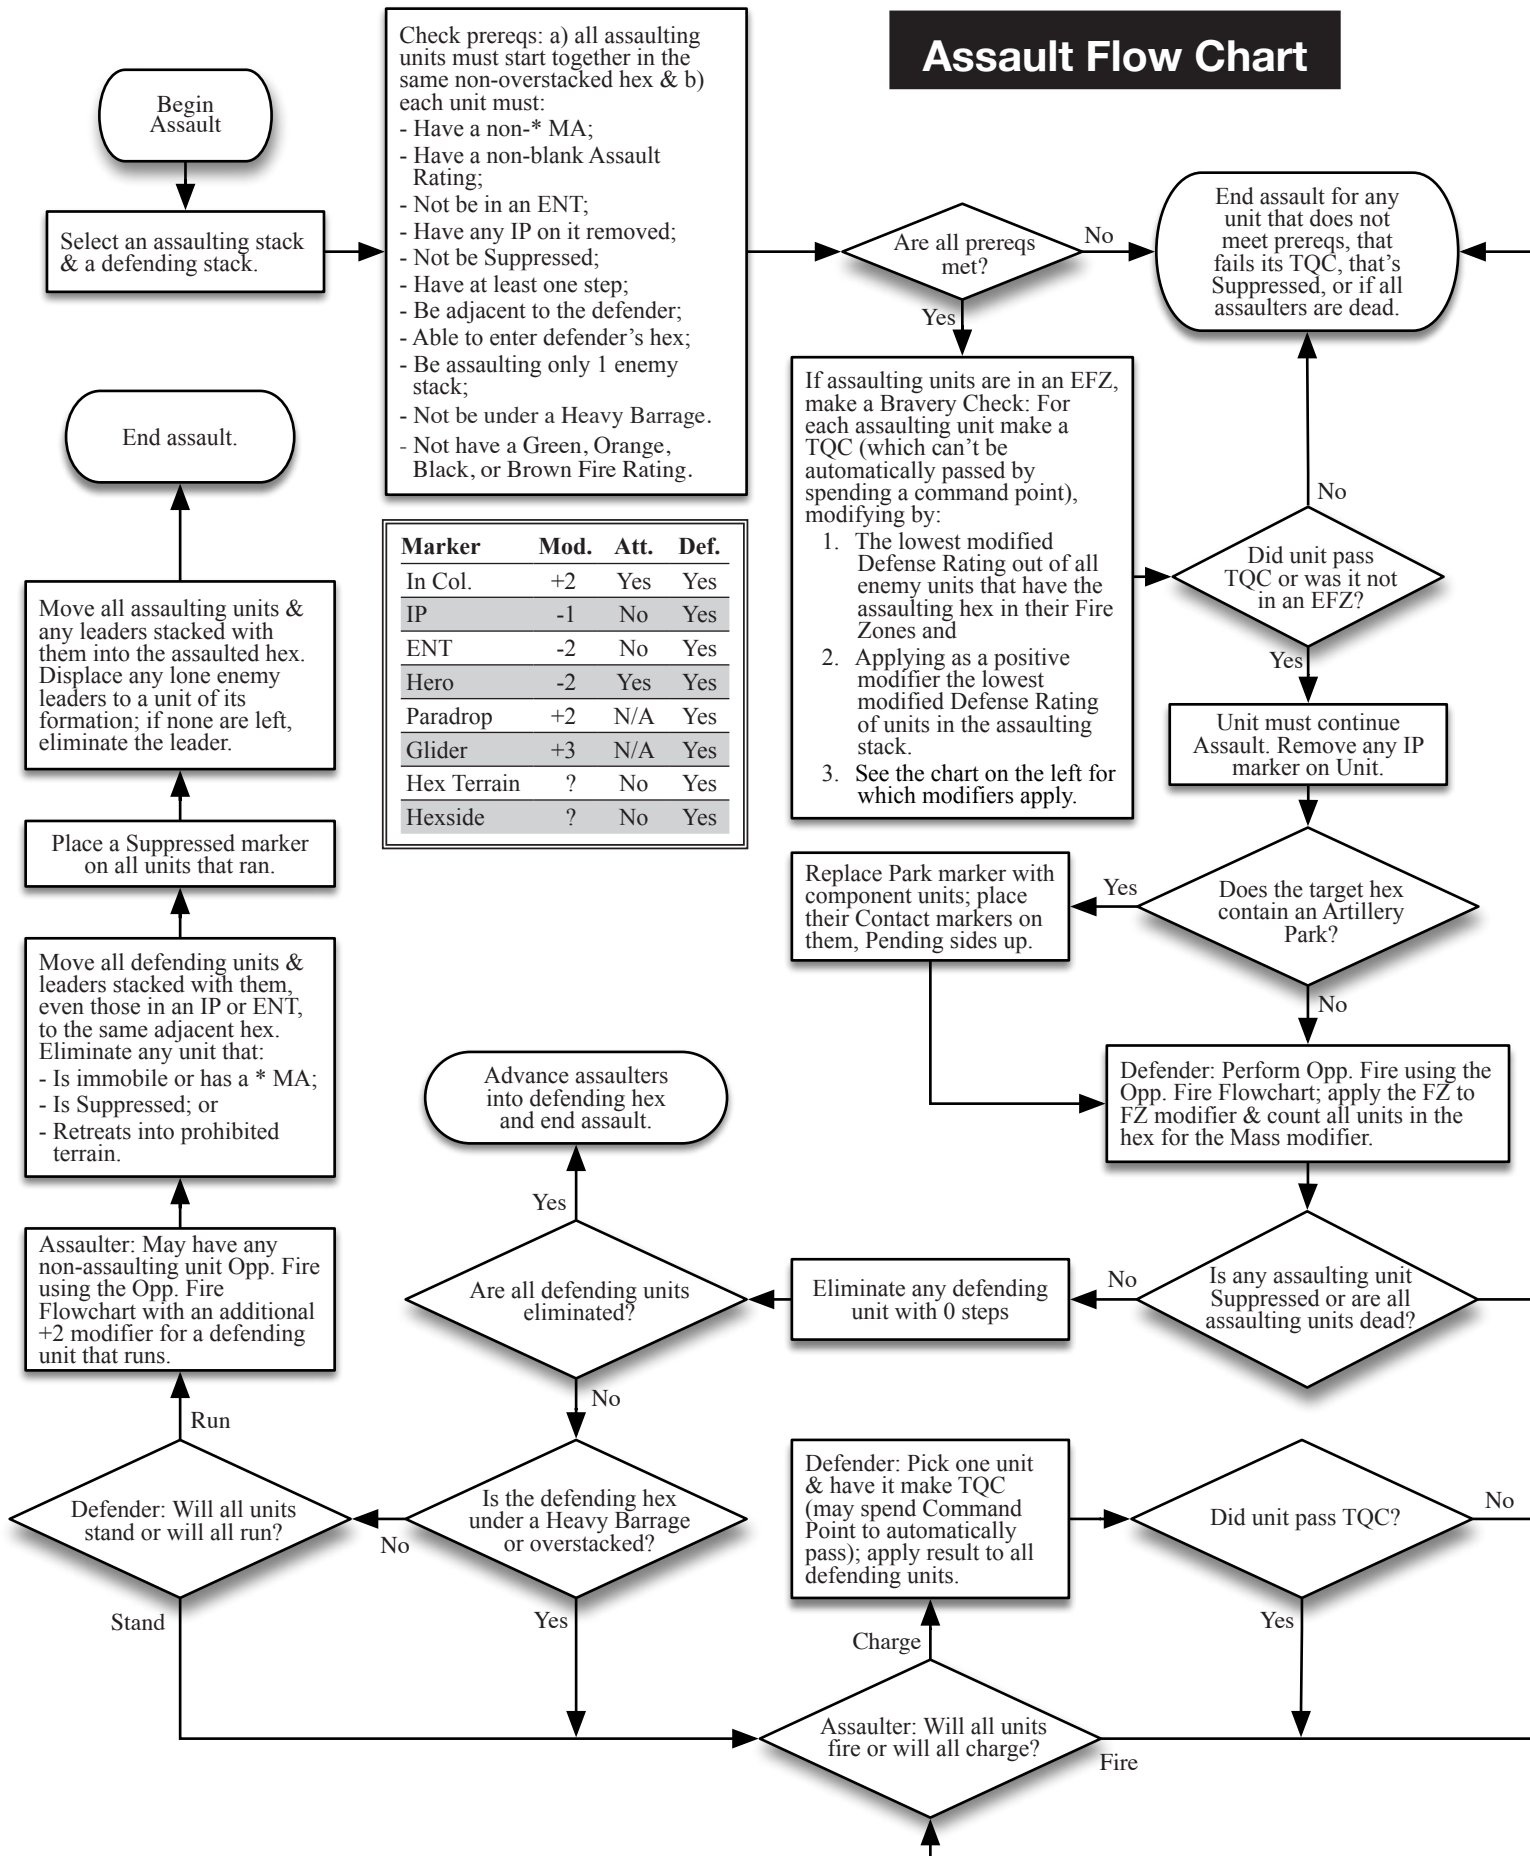 Assault Flow Chart
Begin
Assault
Select an assaulting stack
& a defending stack.
Check prereqs: a) all assaulting
units must start together in the
same non-overstacked hex & b)
each unit must:
- Have a non-* MA;
- Have a non-blank Assault
Rating;
- Not be in an ENT;
- Have any IP on it removed;
- Not be Suppressed;
- Have at least one step;
- Be adjacent to the defender;
- Able to enter defender's hex;
- Be assaulting only 1 enemy
stack;
- Not be under a Heavy Barrage.
- Not have a Green, Orange,
Black, or Brown Fire Rating.
Are all prereqs
met?
No
Yes
End assault for any
unit that does not
meet prereqs, that
fails its TQC, that's
Suppressed, or if all
assaulters are dead.
If assaulting units are in an EFZ,
make a Bravery Check: For
each assaulting unit make a
TQC (which can't be
automatically passed by
spending a command point),
modifying by:
1. The lowest modified
Defense Rating out of all
enemy units that have the
assaulting hex in their Fire
Zones and
2. Applying as a positive
modifier the lowest
modified Defense Rating
of units in the assaulting
stack.
3. See the chart on the left for
which modifiers apply.
No
Did unit pass
TQC or was it not
in an EFZ?
Yes
Unit must continue
Assault. Remove any IP
marker on Unit.
Does the target hex
contain an Artillery
Park?
Yes
No
Replace Park marker with
component units; place
their Contact markers on
them, Pending sides up.
Defender: Perform Opp. Fire using the
Opp. Fire Flowchart; apply the FZ to
FZ modifier & count all units in the
hex for the Mass modifier.
Is any assaulting unit
Suppressed or are all
assaulting units dead?
No
Eliminate any defending
unit with 0 steps
Are all defending units
eliminated?
Yes
Advance assaulters
into defending hex
and end assault.
No
Is the defending hex
under a Heavy Barrage
or overstacked?
No
Yes
Defender: Will all units
stand or will all run?
Run
Stand
Assaulter: May have any
non-assaulting unit Opp. Fire
using the Opp. Fire
Flowchart with an additional
+2 modifier for a defending
unit that runs.
Move all defending units &
leaders stacked with them,
even those in an IP or ENT,
to the same adjacent hex.
Eliminate any unit that:
- Is immobile or has a * MA;
- Is Suppressed; or
- Retreats into prohibited
terrain.
Place a Suppressed marker
on all units that ran.
Move all assaulting units &
any leaders stacked with
them into the assaulted hex.
Displace any lone enemy
leaders to a unit of its
formation; if none are left,
eliminate the leader.
End assault.
Marker Mod. Att. Def.
In Col. +2 Yes Yes
IP -1 No Yes
ENT -2 No Yes
Hero -2 Yes Yes
Paradrop +2 N/A Yes
Glider +3 N/A Yes
Hex Terrain ? No Yes
Hexside ? No Yes
Assaulter: Will all units
fire or will all charge?
Charge
Fire
Defender: Pick one unit
& have it make TQC
(may spend Command
Point to automatically
pass); apply result to all
defending units.
Did unit pass TQC?
No
Yes